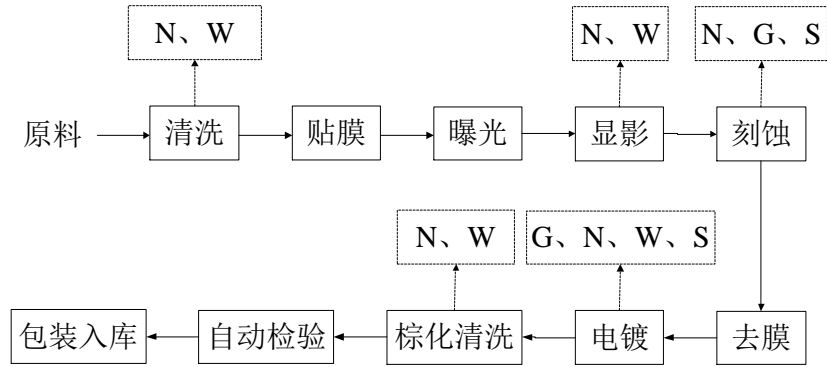 N、W
N、W
N、G、S
原料
清洗
贴膜
曝光
显影
刻蚀
N、W
G、N、W、S
包装入库
自动检验
棕化清洗
电镀
去膜